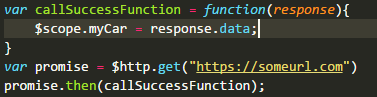 var callSuccessFunction = function(response){
    $scope.myCar = response.data;
}
var promise = $http.get("https://someurl.com")
promise.then(callSuccessFunction);